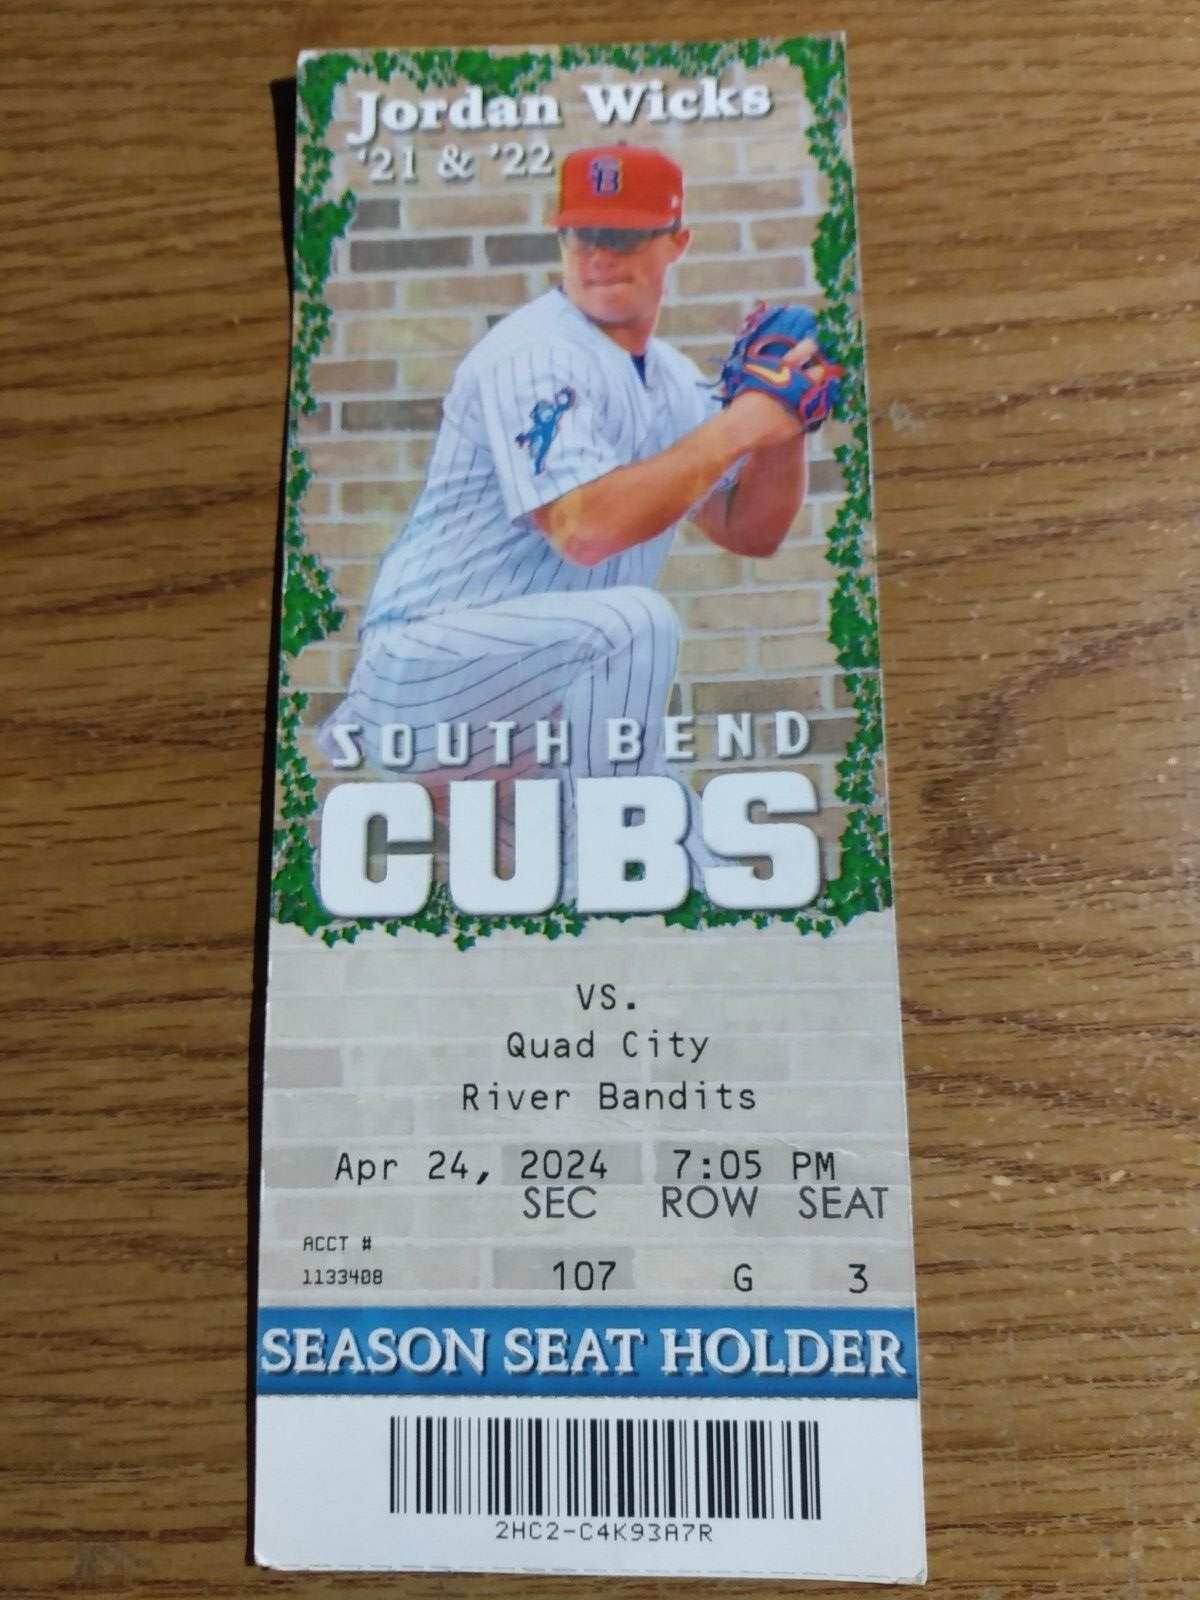 Jordan Wicks
'21 & '22
SB
SOUTH BEND
CUBS
VS.
Quad City
River Bandits
Apr 24, 2024 7:05 PM
SEC ROW SEAT
ACCT #
1133408
107 G 3
SEASON SEAT HOLDER
2HC2-C4K93A7R